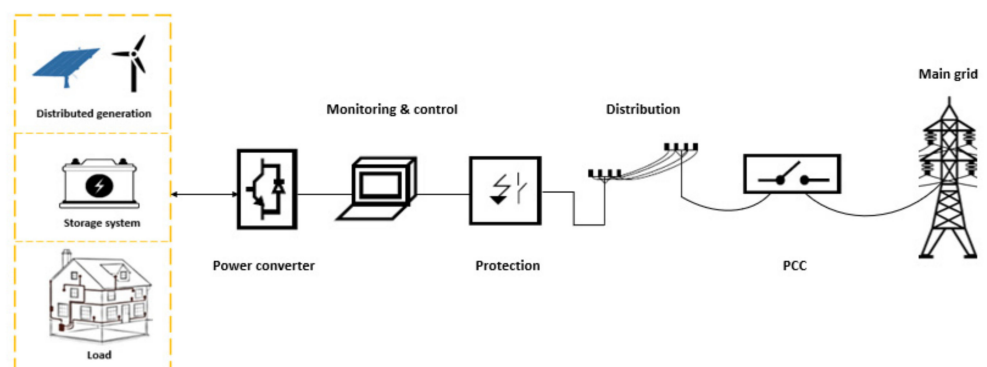 Distributed generation
Storage system
Load
Power converter
Monitoring & control
Protection
Distribution
PCC
Main grid